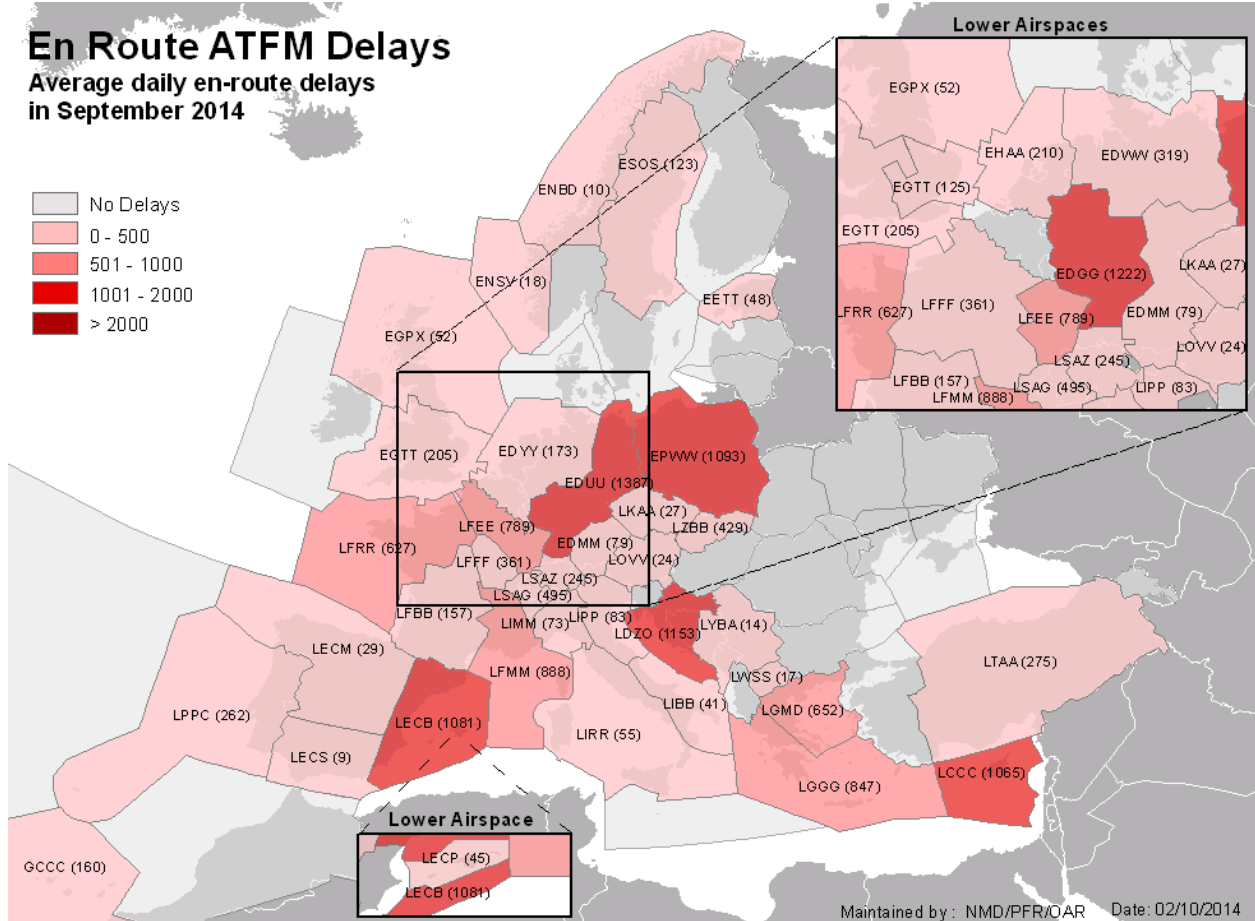 En Route ATFM Delays
Average daily en-route delays
in September 2014
No Delays
0 - 500
501 - 1000
1001 - 2000
> 2000
Lower Airspaces
EGPX (52)
EHAA (210)
EDWW (319)
EGTT (125)
EGTT (205)
EDGG (1222)
LKAA (27)
LFRR (627)
LFFF (361)
LFEE (789)
EDMM (79)
LOVV (24)
LSAZ (245)
LFBB (157)
LSAG (495)
LIPP (83)
LFMM (888)
ESOS (123)
ENBD (10)
ENSV (18)
EETT (48)
EGPX (52)
EGTT (205)
EDYY (173)
EPWW (1093)
EDUU (1387)
LKAA (27)
LFEE (789)
LZBB (429)
LFRR (627)
EDMM (79)
LFFF (361)
LOVV (24)
LSAZ (245)
LSAG (495)
LFBB (157)
LIMM (73)
LIPP (83)
LDZO (1153)
LYBA (14)
LECM (29)
LFMM (888)
LWSS (17)
LTAA (275)
LPPC (262)
LECB (1081)
LIBB (41)
LGMD (652)
LIRR (55)
LECS (9)
LCCC (1065)
LGGG (847)
Lower Airspace
LECP (45)
LECB (1081)
GCCC (160)
Maintained by : NMD/PFR/OAR Date: 02/10/2014